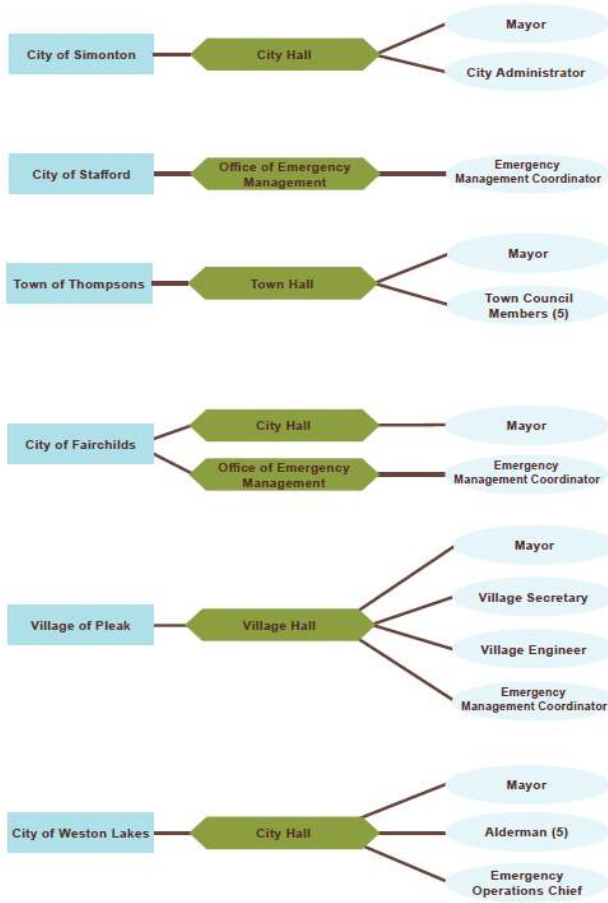 Mayor
City of Simonton
City Hall
City Administrator
City of Stafford
Office of Emergency
Management
Emergency
Management Coordinator
Mayor
Town of Thompsons
Town Hall
Town Council
Members (5)
City of Fairchilds
City Hall
Mayor
Office of Emergency
Management
Emergency
Management Coordinator
Mayor
Village of Pleak
Village Hall
Village Secretary
Village Engineer
Emergency
Management Coordinator
Mayor
City of Weston Lakes
City Hall
Alderman (5)
Emergency
Operations Chief